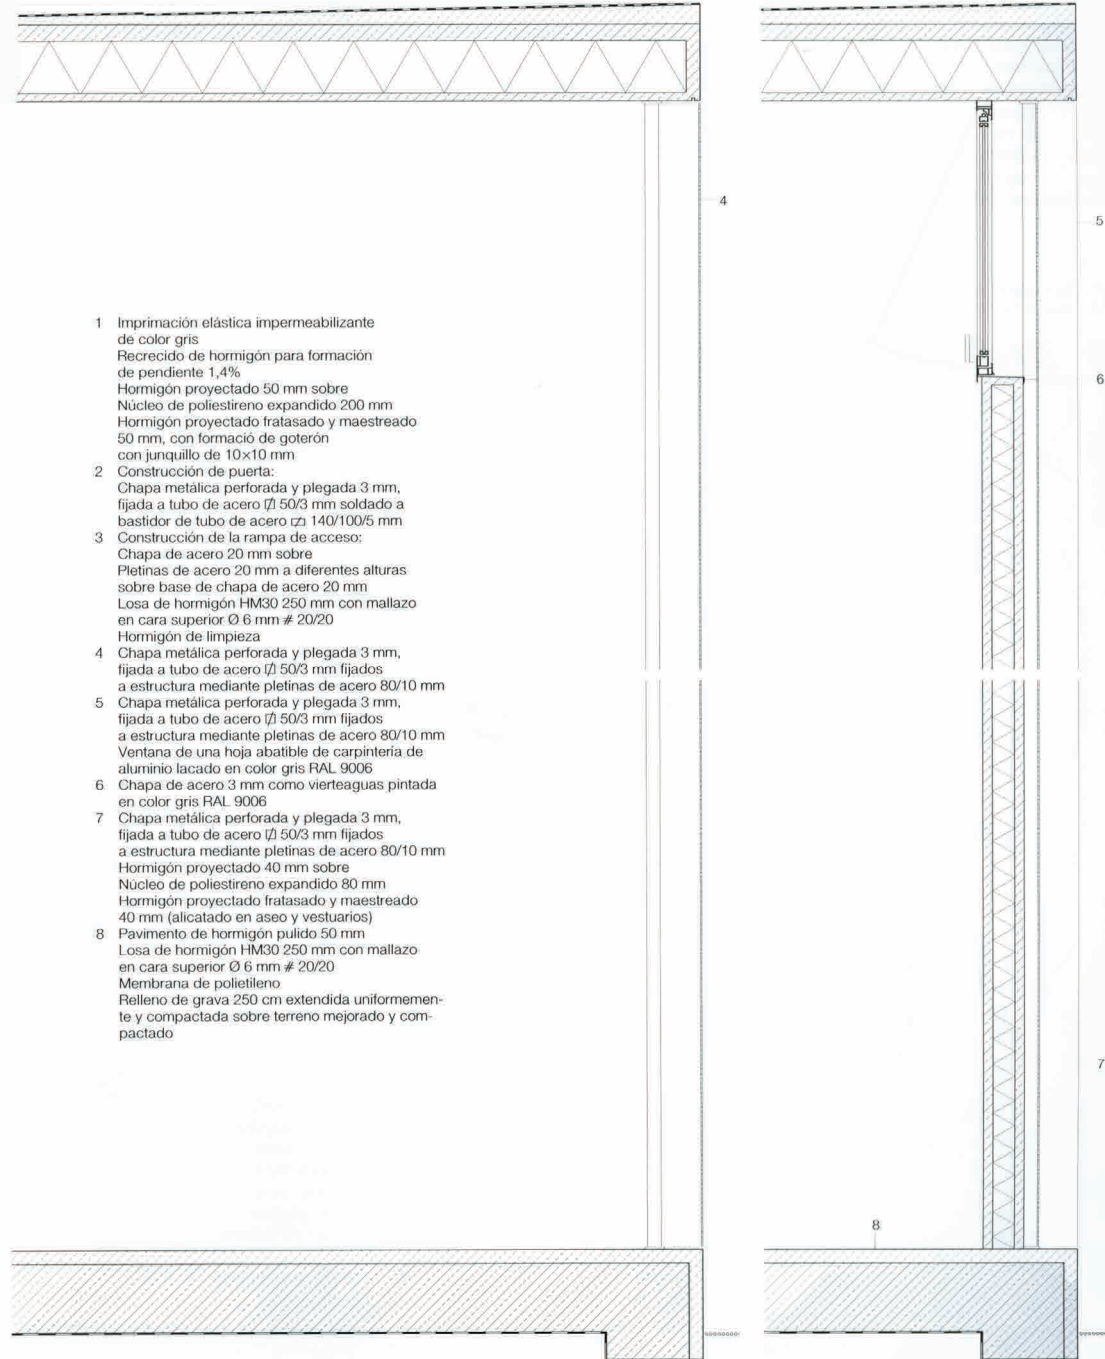 4
5
6
1 Imprimación elástica impermeabilizante
de color gris
Recrecido de hormigón para formación
de pendiente 1,4%
Hormigón proyectado 50 mm sobre
Núcleo de poliestireno expandido 200 mm
Hormigón proyectado fratasado y maestreado
50 mm, con formació de goterón
con junquillo de 10×10 mm
2 Construcción de puerta:
Chapa metálica perforada y plegada 3 mm,
fijada a tubo de acero 50/3 mm soldado a
bastidor de tubo de acero 140/100/5 mm
3 Construcción de la rampa de acceso:
Chapa de acero 20 mm sobre
Pletinas de acero 20 mm a diferentes alturas
sobre base de chapa de acero 20 mm
Losa de hormigón HM30 250 mm con mallazo
en cara superior Ø 6 mm # 20/20
Hormigón de limpieza
4 Chapa metálica perforada y plegada 3 mm,
fijada a tubo de acero 50/3 mm fijados
a estructura mediante pletinas de acero 80/10 mm
5 Chapa metálica perforada y plegada 3 mm,
fijada a tubo de acero 50/3 mm fijados
a estructura mediante pletinas de acero 80/10 mm
Ventana de una hoja abatible de carpintería de
aluminio lacado en color gris RAL 9006
6 Chapa de acero 3 mm como vierteaguas pintada
en color gris RAL 9006
7 Chapa metálica perforada y plegada 3 mm,
fijada a tubo de acero 50/3 mm fijados
a estructura mediante pletinas de acero 80/10 mm
Hormigón proyectado 40 mm sobre
Núcleo de poliestireno expandido 80 mm
Hormigón proyectado fratasado y maestreado
40 mm (alicatado en aseo y vestuarios)
8 Pavimento de hormigón pulido 50 mm
Losa de hormigón HM30 250 mm con mallazo
en cara superior Ø 6 mm # 20/20
Membrana de polietileno
Relleno de grava 250 cm extendida uniformemen-
te y compactada sobre terreno mejorado y com-
pactado
7
8